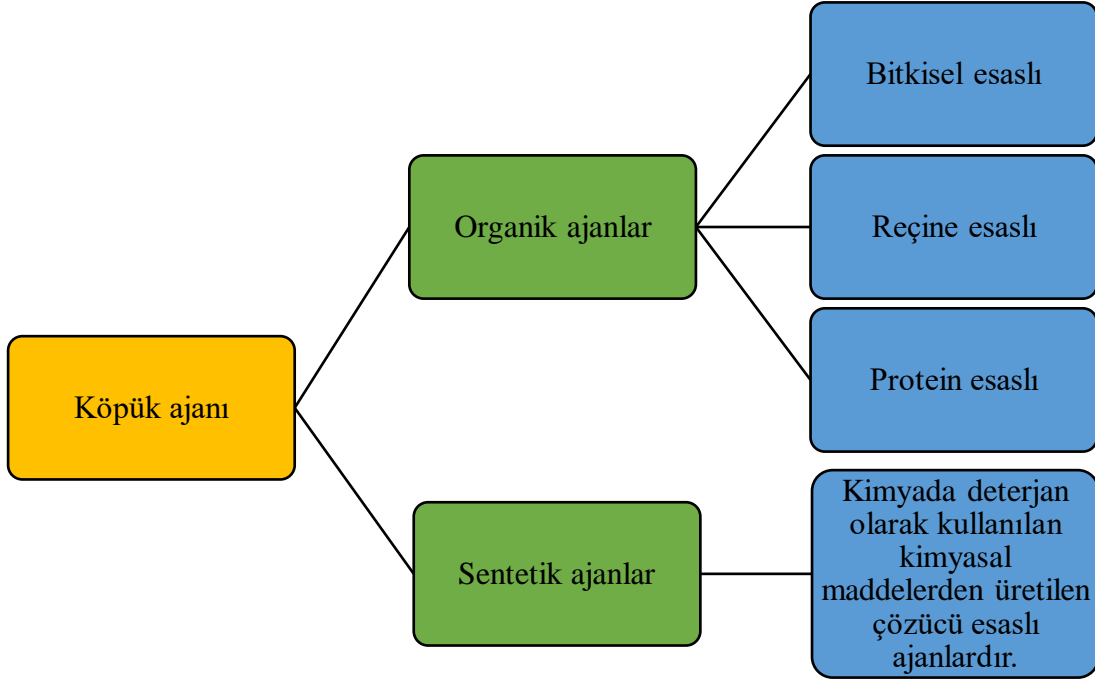 Köpük ajanı
Organik ajanlar
Bitkisel esaslı
Reçine esaslı
Protein esaslı
Sentetik ajanlar
Kimyada deterjan
olarak kullanılan
kimyasal
maddelerden üretilen
çözücü esaslı
ajanlardır.